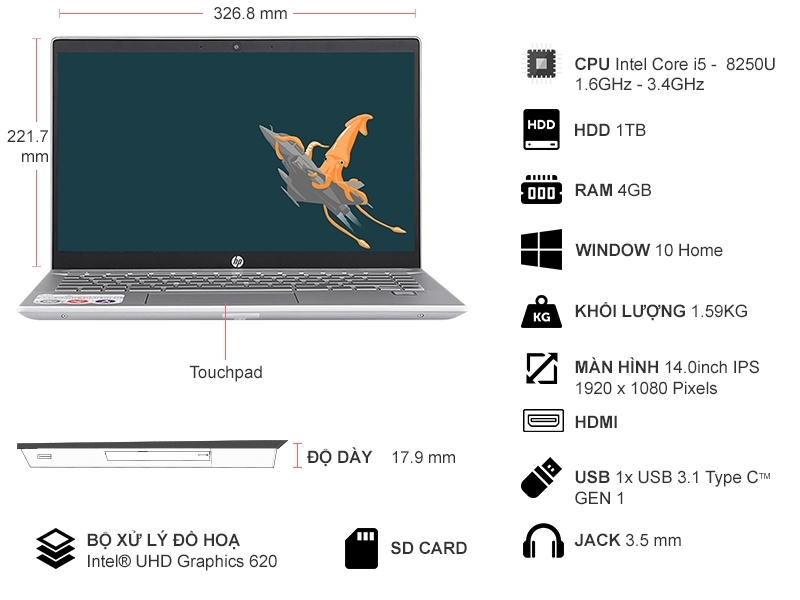 326.8 mm
221.7
mm
hp
Touchpad
ĐỘ DÀY 17.9 mm
CPU Intel Core i5 - 8250U
1.6GHz - 3.4GHz
HDD
HDD 1TB
RAM 4GB
WINDOW 10 Home
KG
KHỐI LƯỢNG 1.59KG
MÀN HÌNH 14.0inch IPS
1920 x 1080 Pixels
HDMI
USB 1x USB 3.1 Type C™
GEN 1
BỘ XỬ LÝ ĐỒ HOẠ
Intel® UHD Graphics 620
SD CARD
JACK 3.5 mm